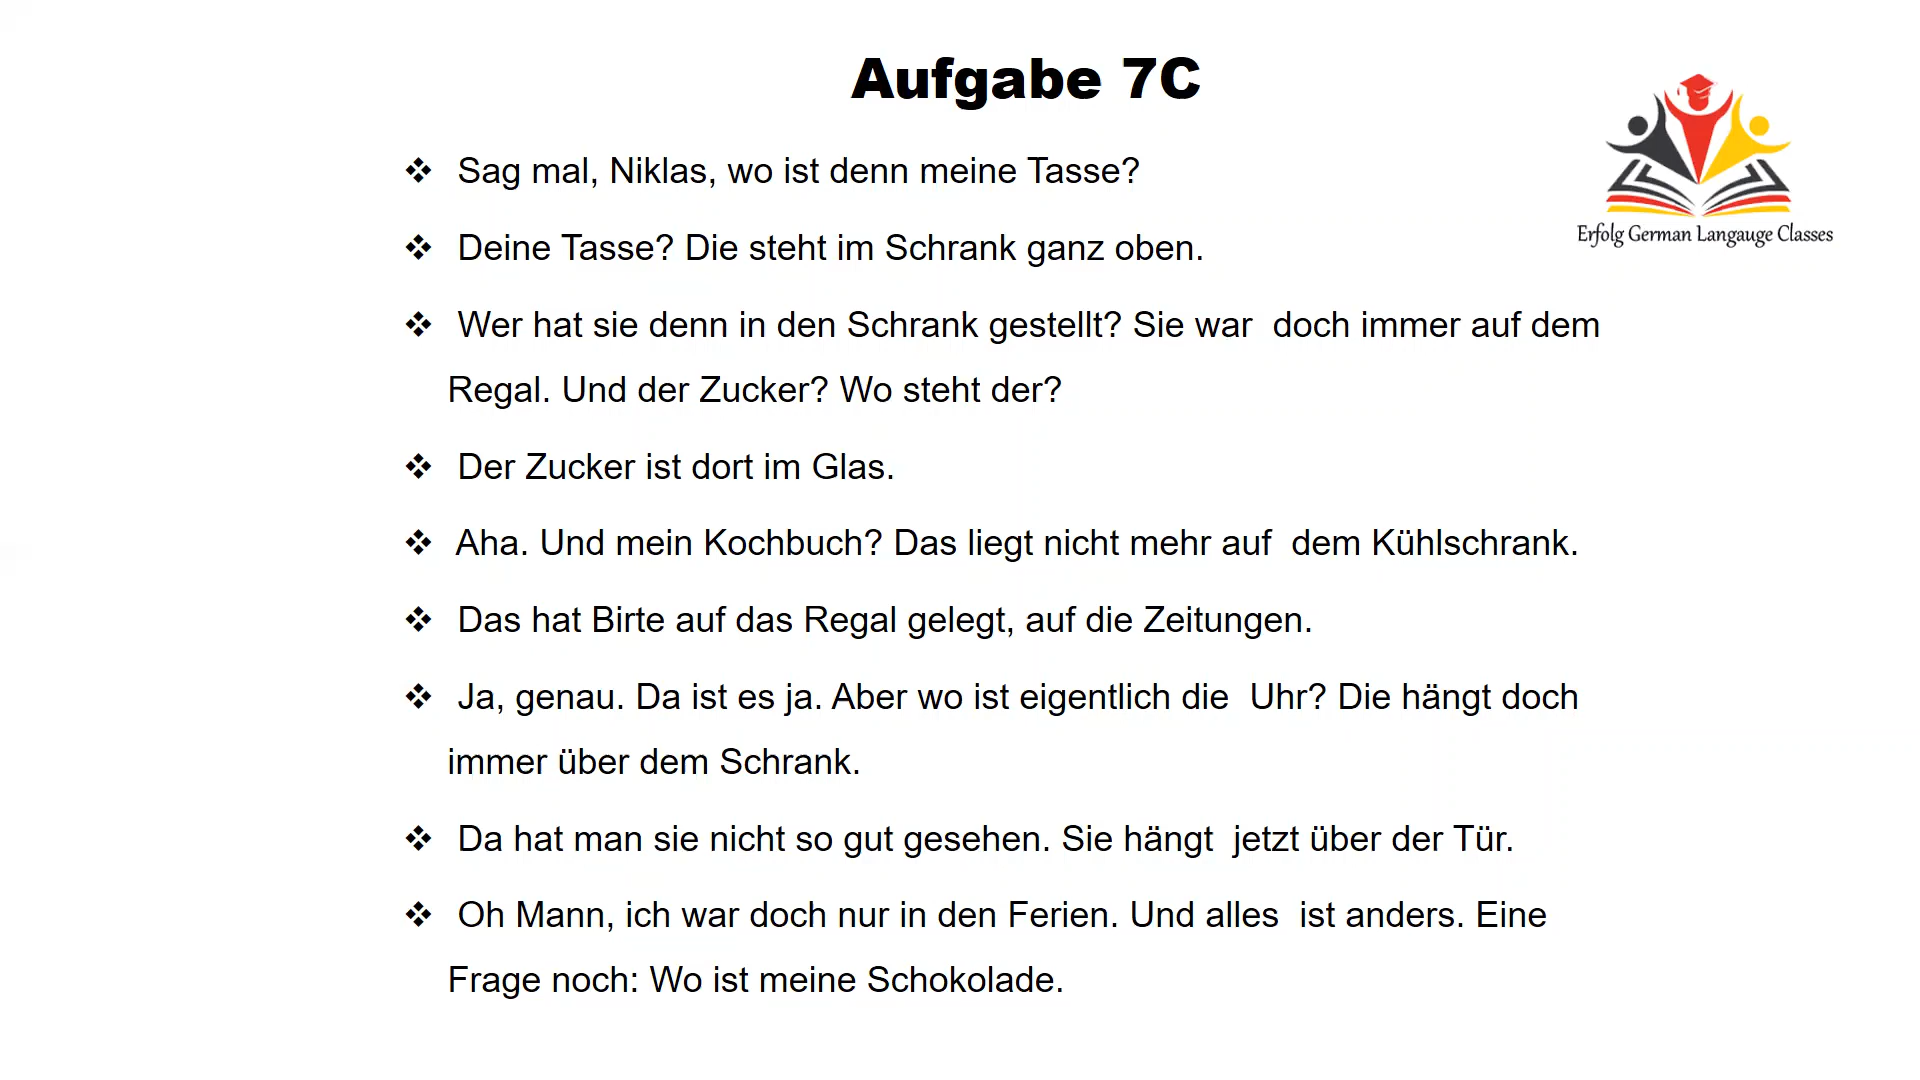 Aufgabe 7C
Erfolg German Langauge Classes
❖ Sag mal, Niklas, wo ist denn meine Tasse?
❖ Deine Tasse? Die steht im Schrank ganz oben.
❖ Wer hat sie denn in den Schrank gestellt? Sie war doch immer auf dem
Regal. Und der Zucker? Wo steht der?
❖ Der Zucker ist dort im Glas.
❖ Aha. Und mein Kochbuch? Das liegt nicht mehr auf dem Kühlschrank.
❖ Das hat Birte auf das Regal gelegt, auf die Zeitungen.
❖ Ja, genau. Da ist es ja. Aber wo ist eigentlich die Uhr? Die hängt doch
immer über dem Schrank.
❖ Da hat man sie nicht so gut gesehen. Sie hängt jetzt über der Tür.
❖ Oh Mann, ich war doch nur in den Ferien. Und alles ist anders. Eine
Frage noch: Wo ist meine Schokolade.